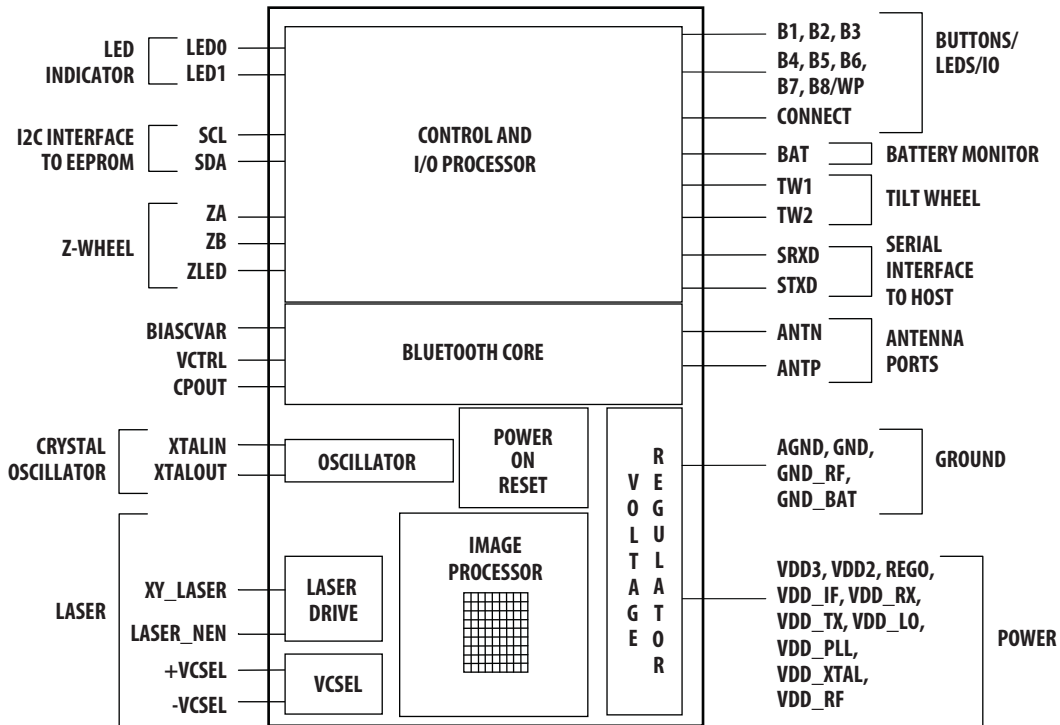 LED
INDICATOR
LED0
LED1
I2C INTERFACE
TO EEPROM
SCL
SDA
Z-WHEEL
ZA
ZB
ZLED
BIASCVAR
VCTRL
CPOUT
CRYSTAL
OSCILLATOR
XTALIN
XTALOUT
LASER
XY_LASER
LASER_NEN
+VCSEL
-VCSEL
CONTROL AND
I/O PROCESSOR
BLUETOOTH CORE
OSCILLATOR
POWER
ON
RESET
VOLTAGE
REGULATOR
IMAGE
PROCESSOR
LASER
DRIVE
VCSEL
B1, B2, B3
B4, B5, B6,
B7, B8/WP
CONNECT
BUTTONS/
LEDS/IO
BAT
BATTERY MONITOR
TW1
TW2
TILT WHEEL
SRXD
STXD
SERIAL
INTERFACE
TO HOST
ANTN
ANTP
ANTENNA
PORTS
AGND, GND,
GND_RF,
GND_BAT
GROUND
VDD3, VDD2, REGO,
VDD_IF, VDD_RX,
VDD_TX, VDD_LO,
VDD_PLL,
VDD_XTAL,
VDD_RF
POWER